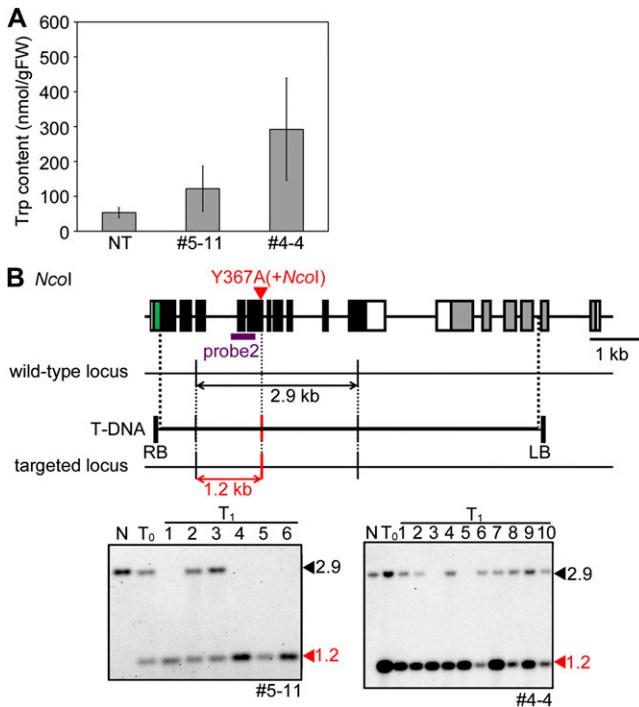 A
Trp content (nmol/gFW)
600
500
400
300
200
100
0
NT #5-11 #4-4
B NcoI
Y367A(+NcoI)
probe2
1 kb
wild-type locus
2.9 kb
T-DNA
RB LB
targeted locus
1.2 kb
T1
N T0 1 2 3 4 5 6
2.9
1.2
#5-11
T1
N T0 1 2 3 4 5 6 7 8 9 10
2.9
1.2
#4-4